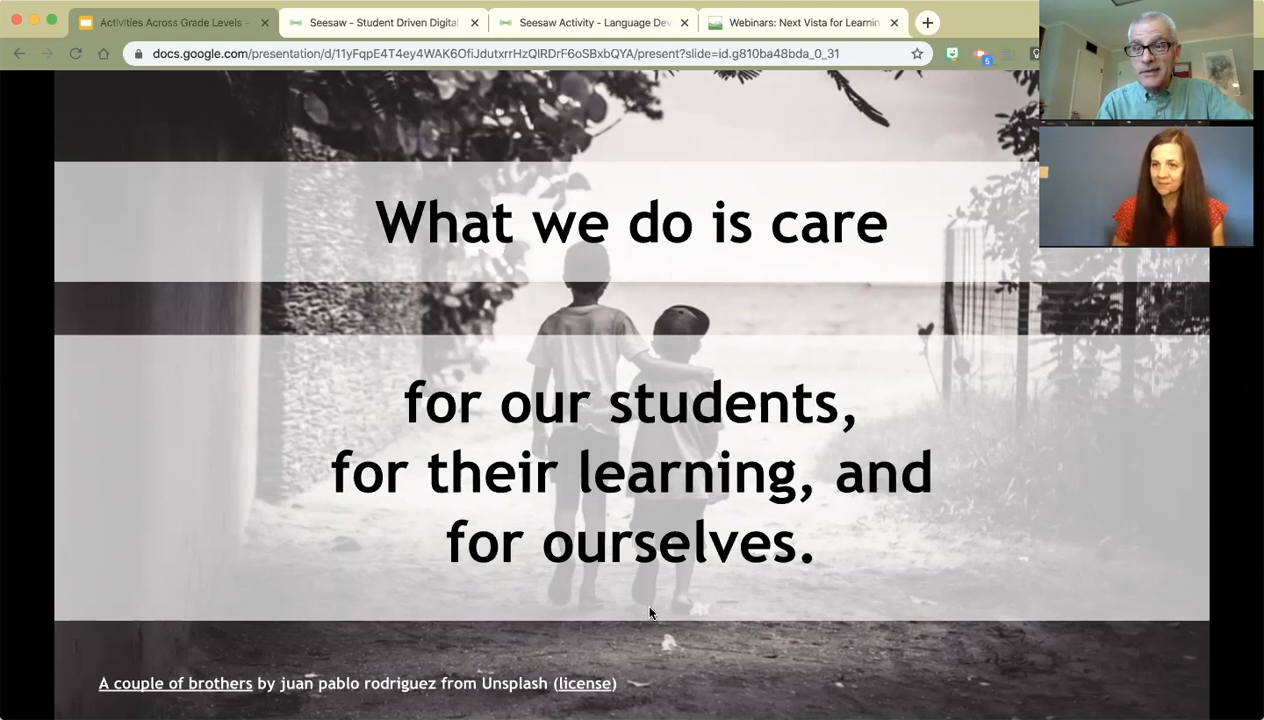 Activities Across Grade Levels -
Seesaw - Student Driven Digital
Seesaw Activity - Language Dev
Webinars: Next Vista for Learnin
docs.google.com/presentation/d/11yFqpE4T4ey4WAK6OfiJdutxrrHzQlRDrF6oSBxbQYA/present?slide=id.g810ba48bda_0_31
5
What we do is care
for our students,
for their learning, and
for ourselves.
A couple of brothers by juan pablo rodriguez from Unsplash (license)